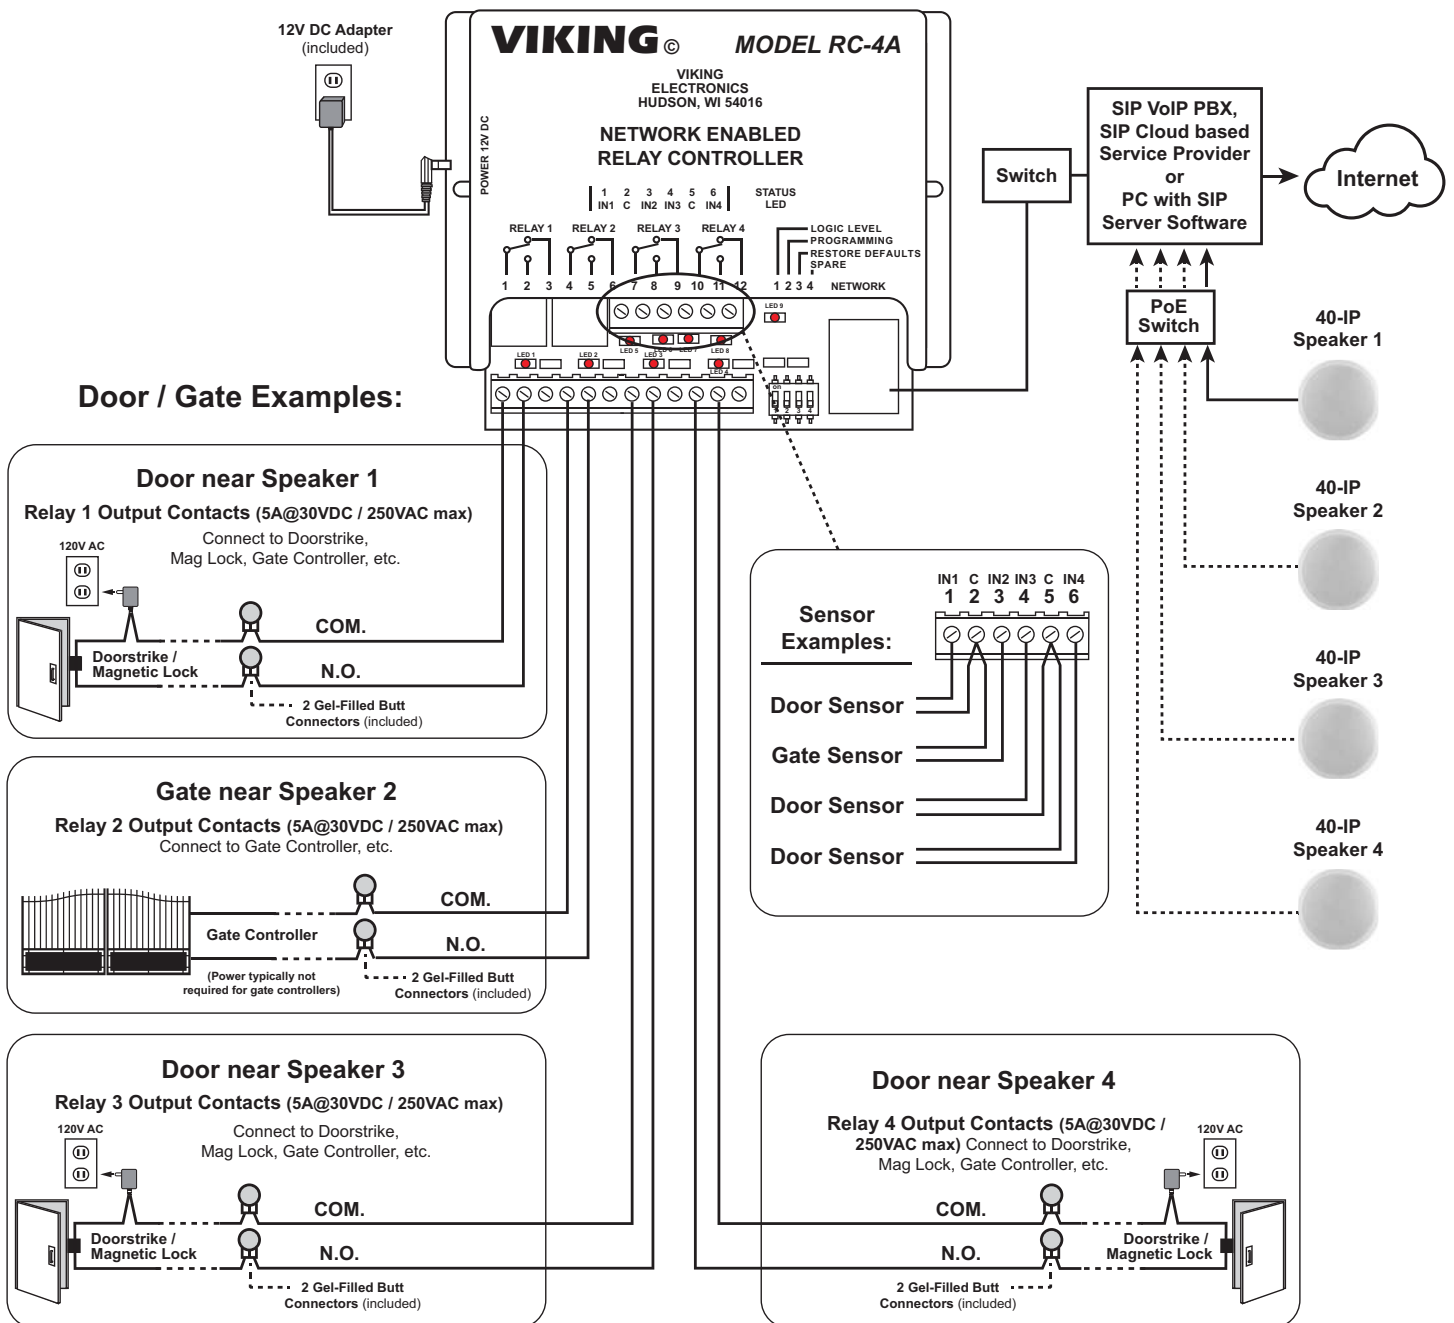 12V DC Adapter
(included)
VIKING ©
MODEL RC-4A
VIKING
ELECTRONICS
HUDSON, WI 54016
NETWORK ENABLED
RELAY CONTROLLER
POWER 12V DC
1 2 3 4 5 6
IN1 C IN2 IN3 C IN4
STATUS
LED
RELAY 1 RELAY 2 RELAY 3 RELAY 4
LOGIC LEVEL
PROGRAMMING
RESTORE DEFAULTS
SPARE
1 2 3 4 5 6 7 8 9 10 11 12
1 2 3 4
NETWORK
LED 9
LED 5
LED 7
LED 8
LED 1
LED 2
LED 3
LED 4
on
1 2 3 4
Switch
SIP VoIP PBX,
SIP Cloud based
Service Provider
or
PC with SIP
Server Software
Internet
PoE
Switch
40-IP
Speaker 1
40-IP
Speaker 2
40-IP
Speaker 3
40-IP
Speaker 4
Door / Gate Examples:
Door near Speaker 1
Relay 1 Output Contacts (5A@30VDC / 250VAC max)
Connect to Doorstrike,
Mag Lock, Gate Controller, etc.
120V AC
COM.
Doorstrike /
Magnetic Lock
N.O.
2 Gel-Filled Butt
Connectors (included)
Gate near Speaker 2
Relay 2 Output Contacts (5A@30VDC / 250VAC max)
Connect to Gate Controller, etc.
COM.
Gate Controller
N.O.
(Power typically not
required for gate controllers)
2 Gel-Filled Butt
Connectors (included)
Sensor
Examples:
IN1 C IN2 IN3 C IN4
1 2 3 4 5 6
Door Sensor
Gate Sensor
Door Sensor
Door Sensor
Door near Speaker 3
Relay 3 Output Contacts (5A@30VDC / 250VAC max)
Connect to Doorstrike,
Mag Lock, Gate Controller, etc.
120V AC
COM.
Doorstrike /
Magnetic Lock
N.O.
2 Gel-Filled Butt
Connectors (included)
Door near Speaker 4
Relay 4 Output Contacts (5A@30VDC /
250VAC max) Connect to Doorstrike,
Mag Lock, Gate Controller, etc.
120V AC
COM.
Doorstrike /
Magnetic Lock
N.O.
2 Gel-Filled Butt
Connectors (included)